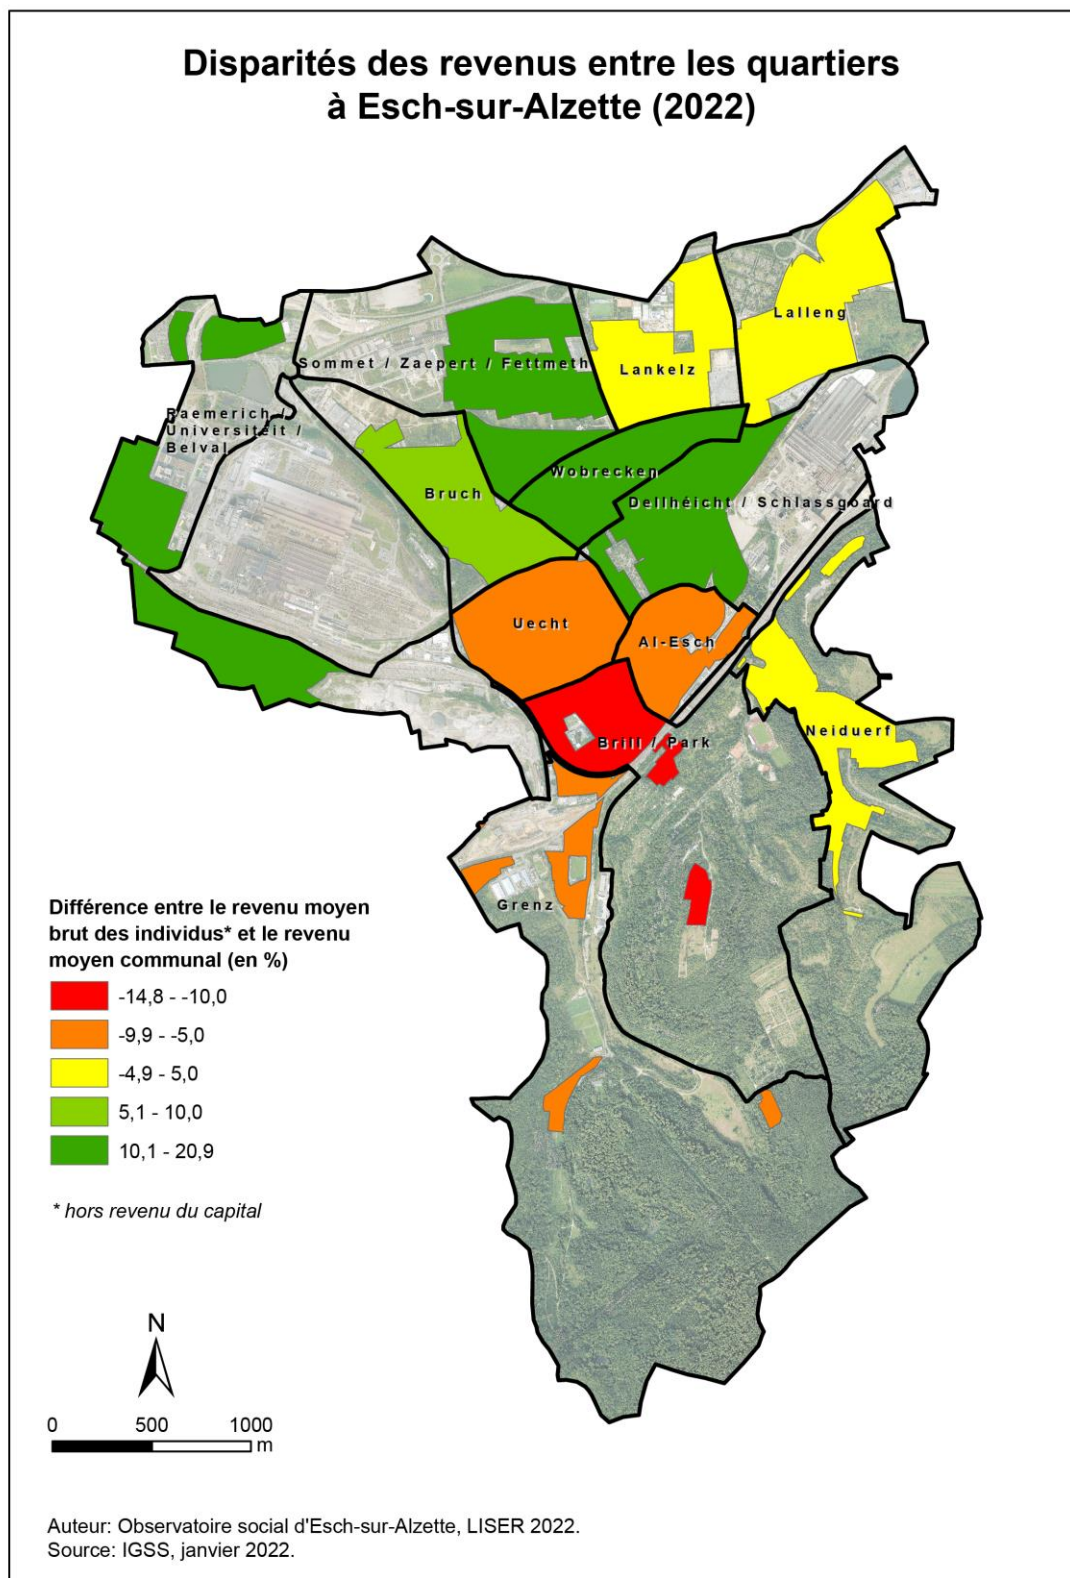 Disparités des revenus entre les quartiers
à Esch-sur-Alzette (2022)
Lalleng
Sommet / Zaepert / Fettmeth
Lankelz
Raemerich /
Universitéit /
Belval
Wobrecken
Bruch
Dellhéicht / Schlassgoard
Uecht
Al-Esch
Neiduerf
Brill / Park
Grenz
Différence entre le revenu moyen
brut des individus* et le revenu
moyen communal (en %)
-14,8 - -10,0
-9,9 - -5,0
-4,9 - 5,0
5,1 - 10,0
10,1 - 20,9
* hors revenu du capital
N
0 500 1000
m
Auteur: Observatoire social d'Esch-sur-Alzette, LISER 2022.
Source: IGSS, janvier 2022.